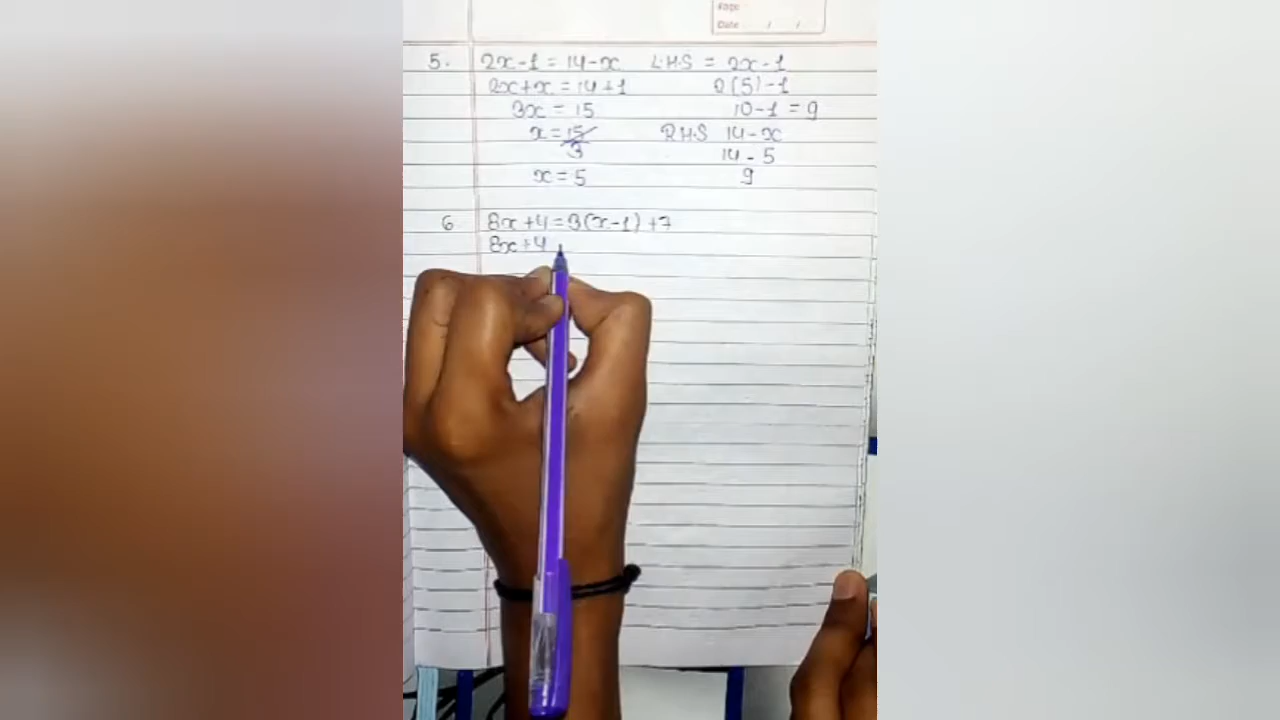 Page
Date / /
5. 2x-1 = 14-x LHS = 2x-1
2x+x = 14+1 2(5)-1
3x = 15 10-1 = 9
x = 15/3 RHS 14-x
14-5
x = 5 9
6 8x+4=3(x-1)+7
8x+4